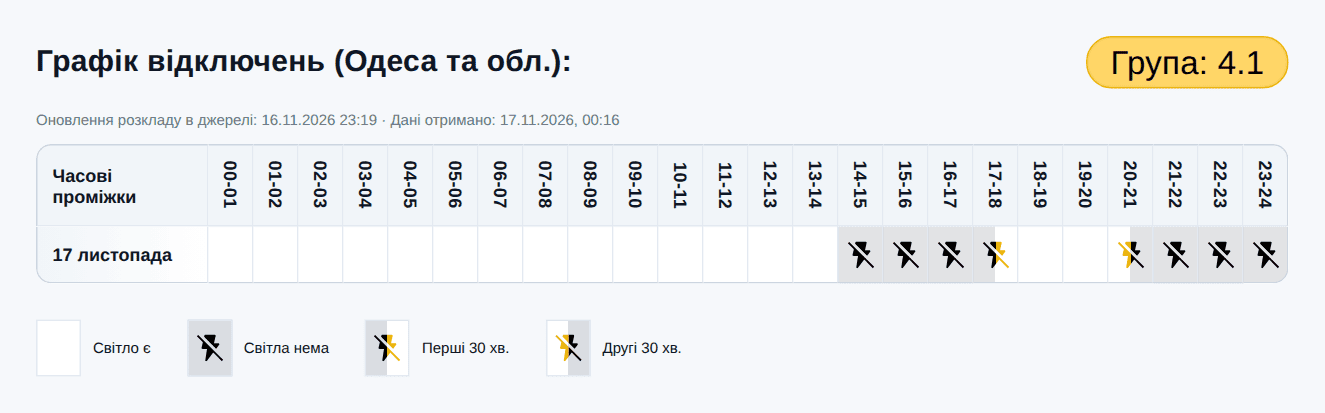 Графік відключень (Одеса та обл.):
Група: 4.1
Оновлення розкладу в джерелі: 16.11.2026 23:19 · Дані отримано: 17.11.2026, 00:16
Часові
проміжки
00-01
01-02
02-03
03-04
04-05
05-06
06-07
07-08
08-09
09-10
10-11
11-12
12-13
13-14
14-15
15-16
16-17
17-18
18-19
19-20
20-21
21-22
22-23
23-24
17 листопада
Світло є
Світла нема
Перші 30 хв.
Другі 30 хв.